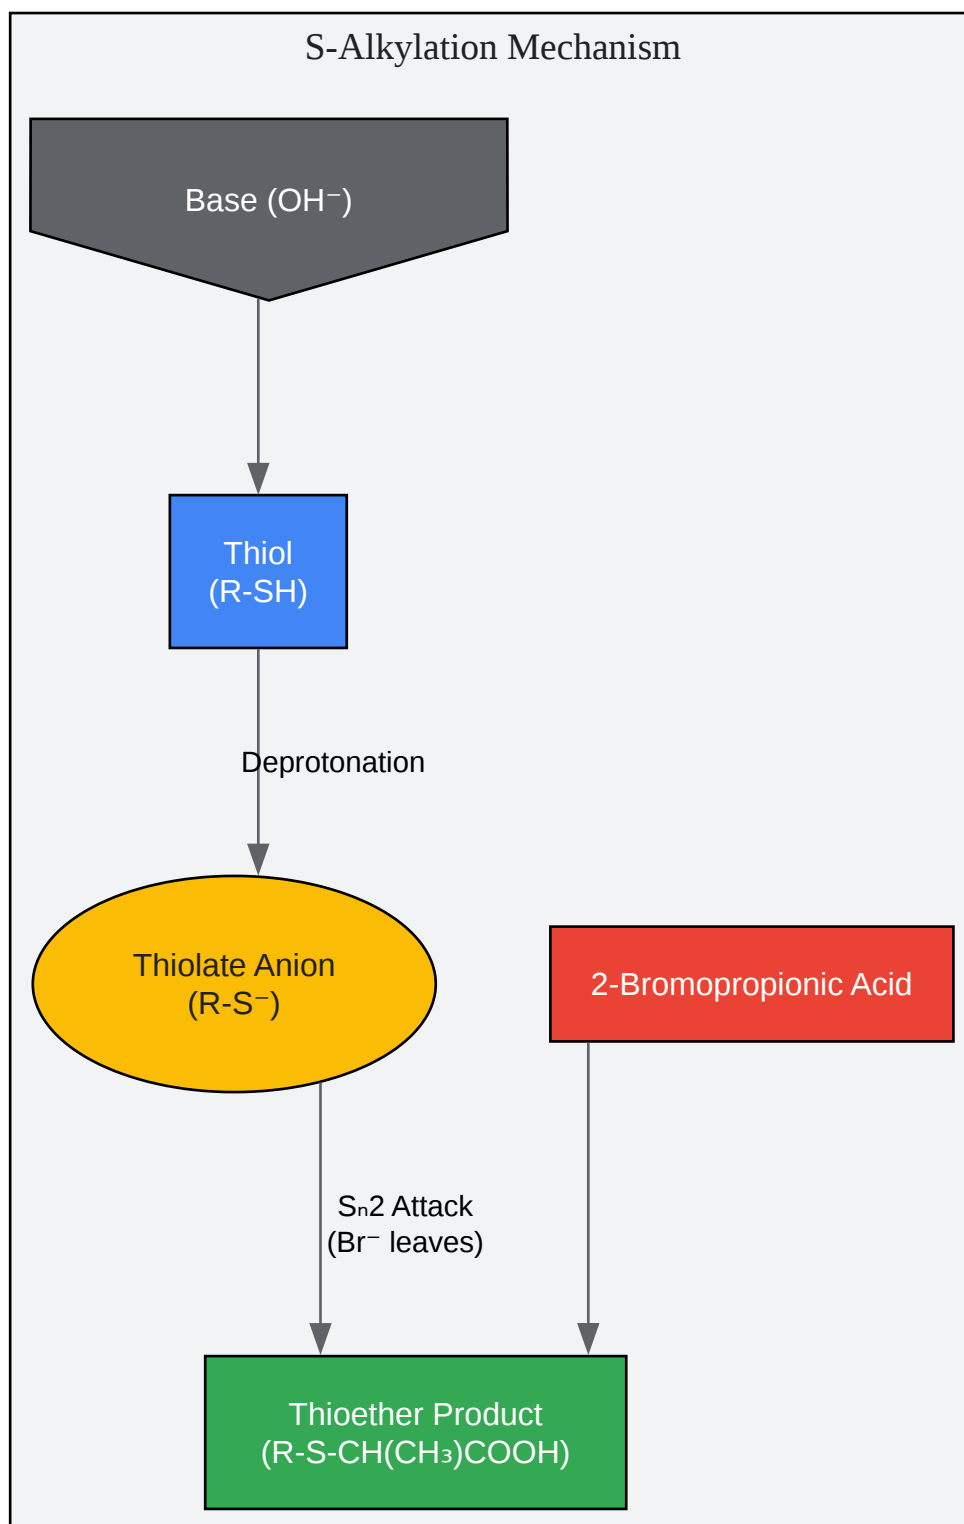 S-Alkylation Mechanism
Base (OH⁻)
Thiol
(R-SH)
Deprotonation
Thiolate Anion
(R-S⁻)
2-Bromopropionic Acid
Sₙ2 Attack
(Br⁻ leaves)
Thioether Product
(R-S-CH(CH₃)COOH)